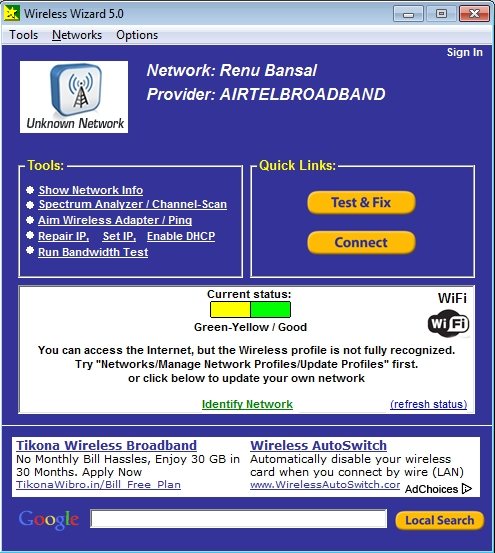 Wireless Wizard 5.0
Tools Networks Options
Sign In
Unknown Network
Network: Renu Bansal
Provider: AIRTELBROADBAND
Tools:
Show Network Info
Spectrum Analyzer / Channel-Scan
Aim Wireless Adapter / Ping
Repair IP, Set IP, Enable DHCP
Run Bandwidth Test
Quick Links:
Test & Fix
Connect
Current status:
Green-Yellow / Good
WiFi
Wi Fi
You can access the Internet, but the Wireless profile is not fully recognized.
Try "Networks/Manage Network Profiles/Update Profiles" first.
or click below to update your own network
Identify Network
(refresh status)
Tikona Wireless Broadband
No Monthly Bill Hassles, Enjoy 30 GB in
30 Months. Apply Now
TikonaWibro.in/Bill_Free_Plan
Wireless AutoSwitch
Automatically disable your wireless
card when you connect by wire (LAN)
www.WirelessAutoSwitch.cor
AdChoices
Google
Local Search